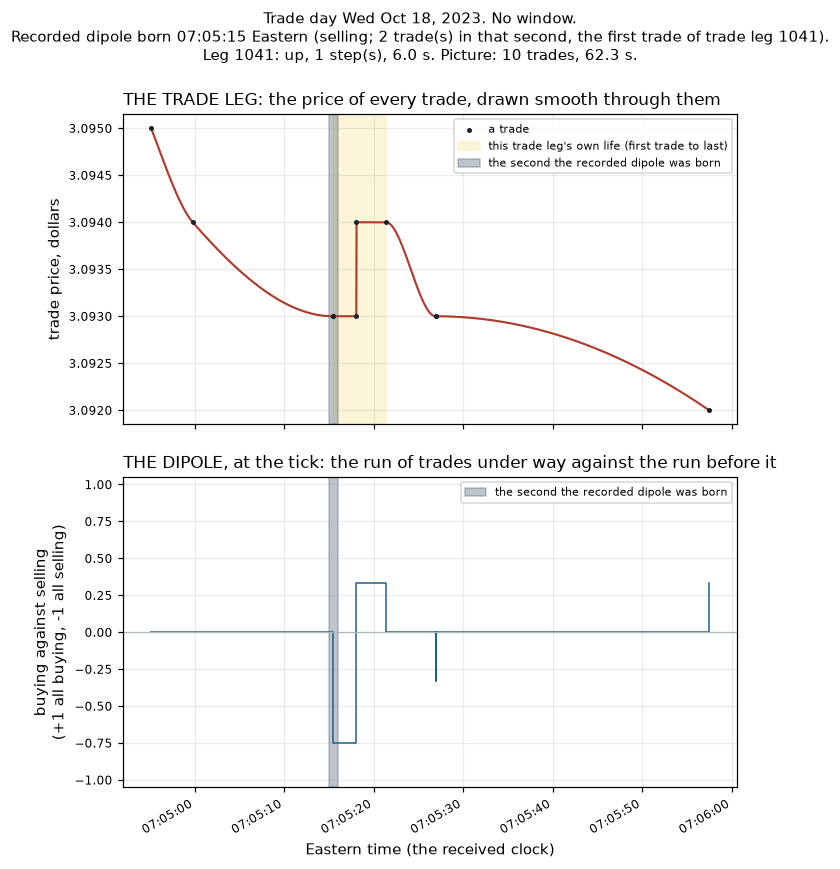 Trade day Wed Oct 18, 2023. No window.
Recorded dipole born 07:05:15 Eastern (selling; 2 trade(s) in that second, the first trade of trade leg 1041).
Leg 1041: up, 1 step(s), 6.0 s. Picture: 10 trades, 62.3 s.
THE TRADE LEG: the price of every trade, drawn smooth through them
a trade
this trade leg's own life (first trade to last)
the second the recorded dipole was born
trade price, dollars
3.0950
3.0945
3.0940
3.0935
3.0930
3.0925
3.0920
THE DIPOLE, at the tick: the run of trades under way against the run before it
the second the recorded dipole was born
buying against selling
(+1 all buying, -1 all selling)
1.00
0.75
0.50
0.25
0.00
−0.25
−0.50
−0.75
−1.00
07:05:00
07:05:10
07:05:20
07:05:30
07:05:40
07:05:50
07:06:00
Eastern time (the received clock)